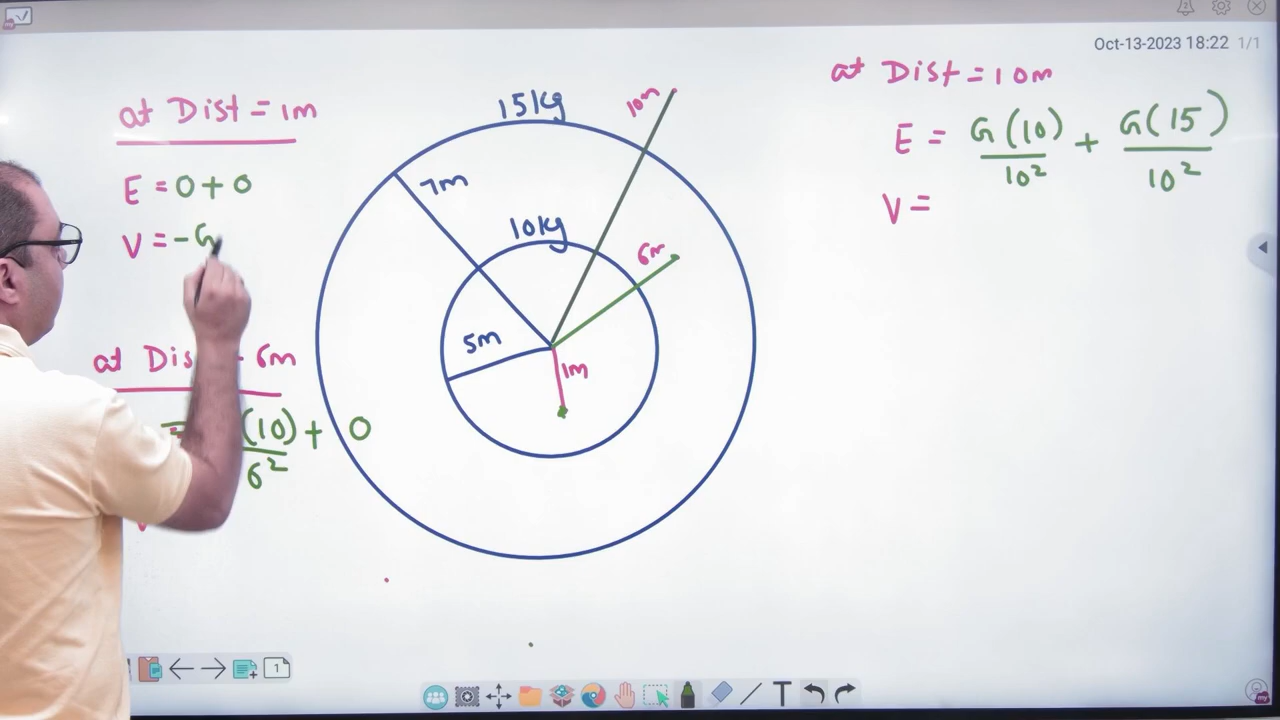 Oct-13-2023 18:22 1/1
at Dist = 1m
E = 0 + 0
V = - G
at Dis 6m
(10) + 0
6²
15kg
7m
10kg
5m
1m
6m
10m
at Dist = 10m
E = G(10) + G(15)
10² 10²
V =
1
T